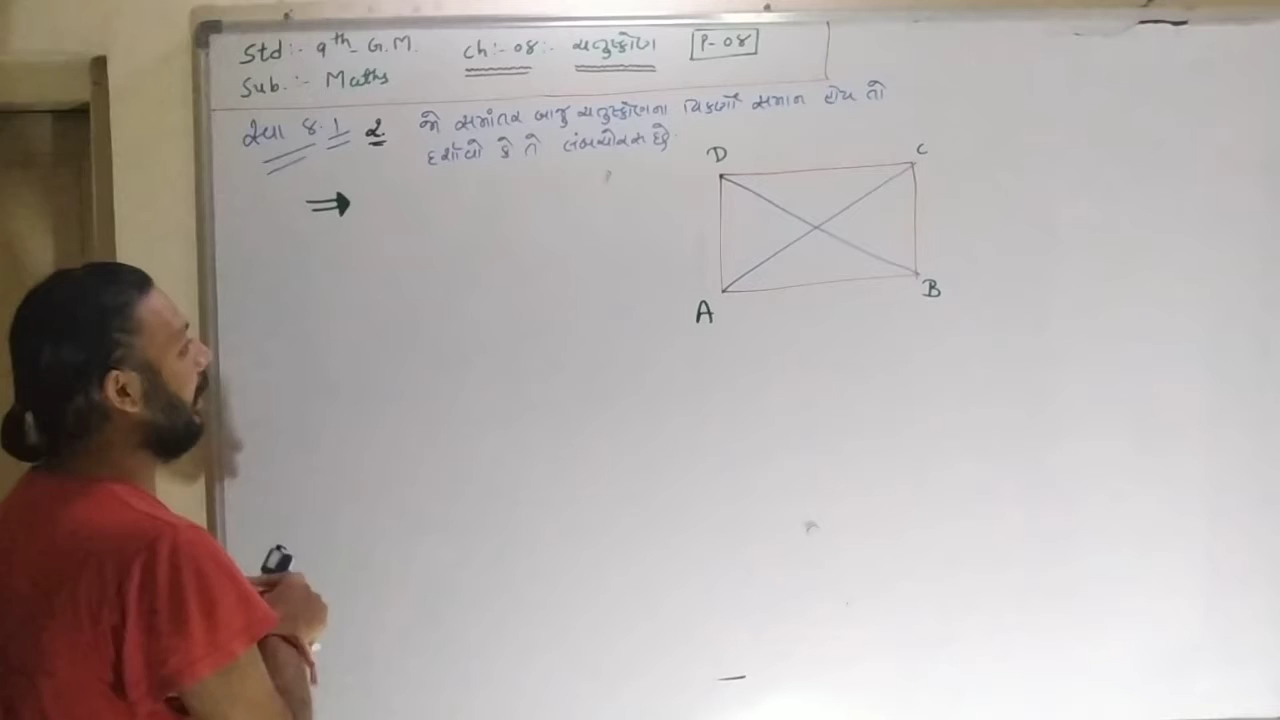 Std :- 9th G.M. Ch :- 08 :- ચતુષ્કોણ P-08
Sub. :- Maths
સ્વા 8.1 2. જો સમાંતર બાજુ ચતુષ્કોણના વિકર્ણો સમાન હોય તો
દર્શાવો કે તે લંબચોરસ છે.
D C
A B